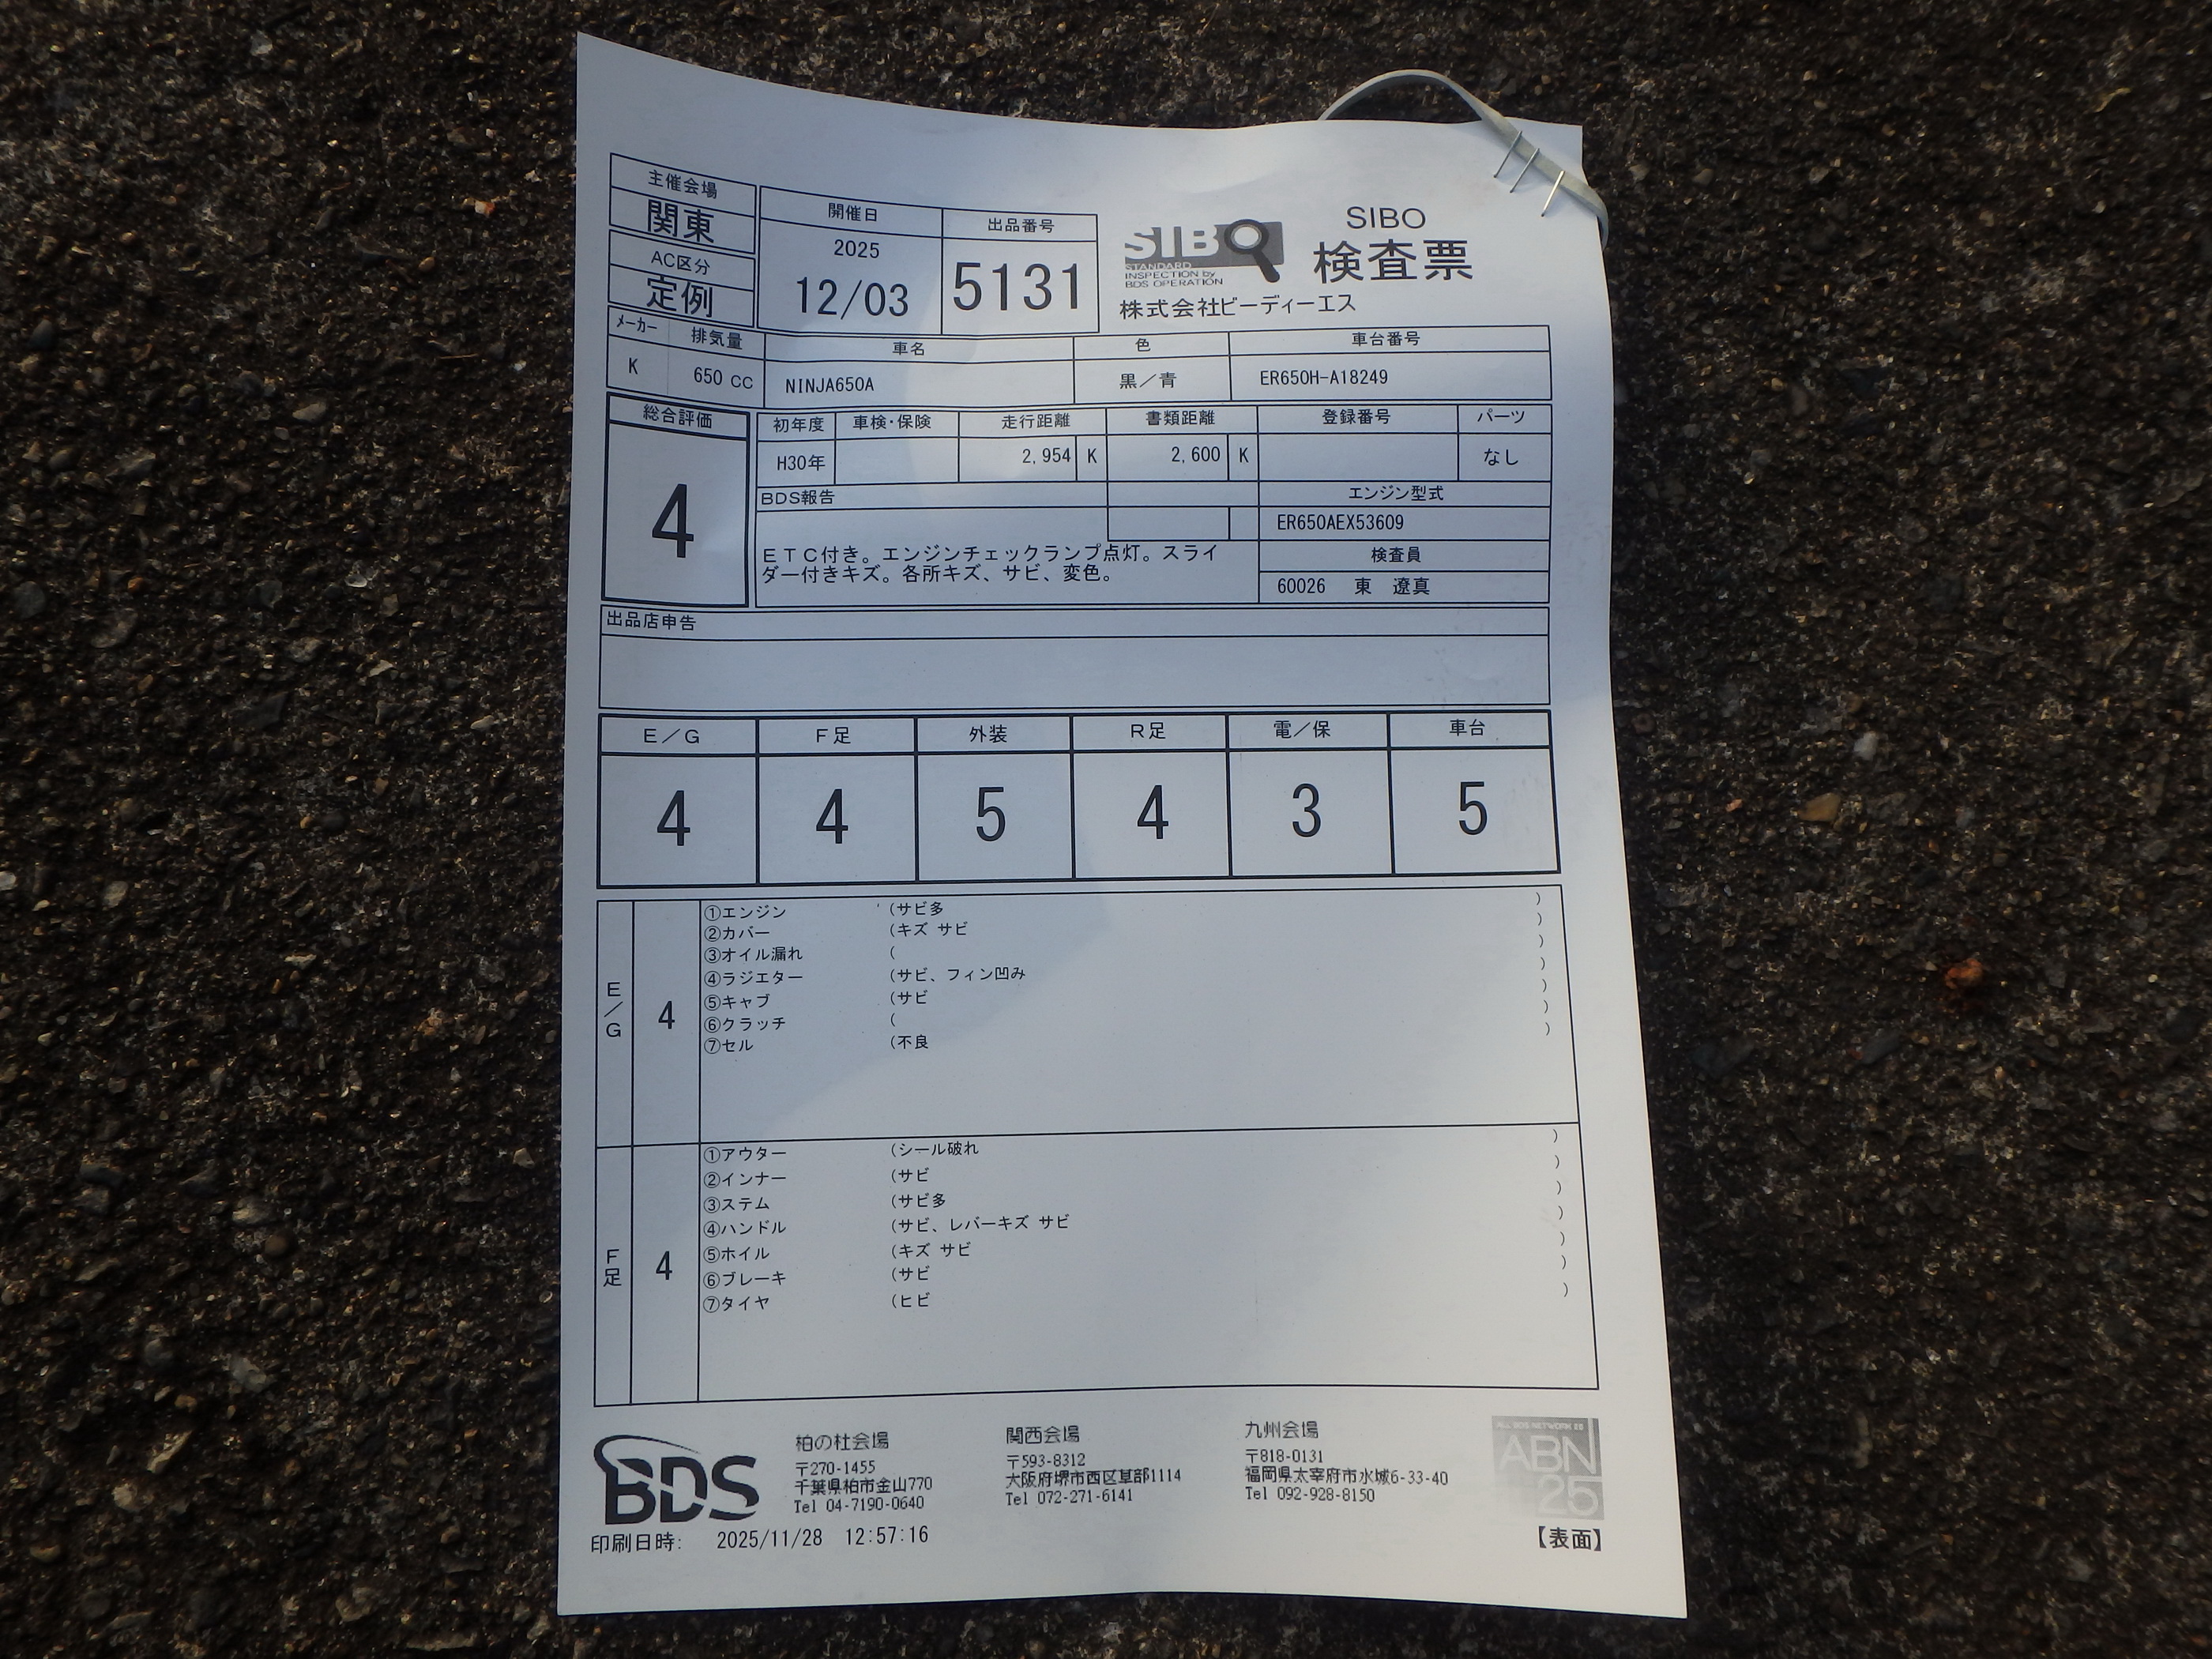 主催会場
関東
AC区分
定例
開催日
2025
12/03
出品番号
5131
SIBO
STANDARD
INSPECTION by
BDS OPERATION
SIBO
検査票
株式会社ビーディーエス
メーカー 排気量 車名 色 車台番号
K 650 CC NINJA650A 黒／青 ER650H-A18249
総合評価
4
初年度 車検・保険 走行距離 書類距離 登録番号 パーツ
H30年 2,954 K 2,600 K なし
BDS報告
ＥＴＣ付き。エンジンチェックランプ点灯。スライ
ダー付きキズ。各所キズ、サビ、変色。
エンジン型式
ER650AEX53609
検査員
60026 東 遼真
出品店申告
Ｅ／Ｇ Ｆ足 外装 Ｒ足 電／保 車台
4 4 5 4 3 5
Ｅ／Ｇ
4
①エンジン （サビ多 ）
②カバー （キズ サビ ）
③オイル漏れ （ ）
④ラジエター （サビ、フィン凹み ）
⑤キャブ （サビ ）
⑥クラッチ （ ）
⑦セル （不良 ）
Ｆ足
4
①アウター （シール破れ ）
②インナー （サビ ）
③ステム （サビ多 ）
④ハンドル （サビ、レバーキズ サビ ）
⑤ホイル （キズ サビ ）
⑥ブレーキ （サビ ）
⑦タイヤ （ヒビ ）
BDS
柏の杜会場
〒270-1455
千葉県柏市金山770
Tel 04-7190-0640
関西会場
〒593-8312
大阪府堺市西区草部1114
Tel 072-271-6141
九州会場
〒818-0131
福岡県太宰府市水城6-33-40
Tel 092-928-8150
ABN
25
印刷日時: 2025/11/28 12:57:16
【表面】